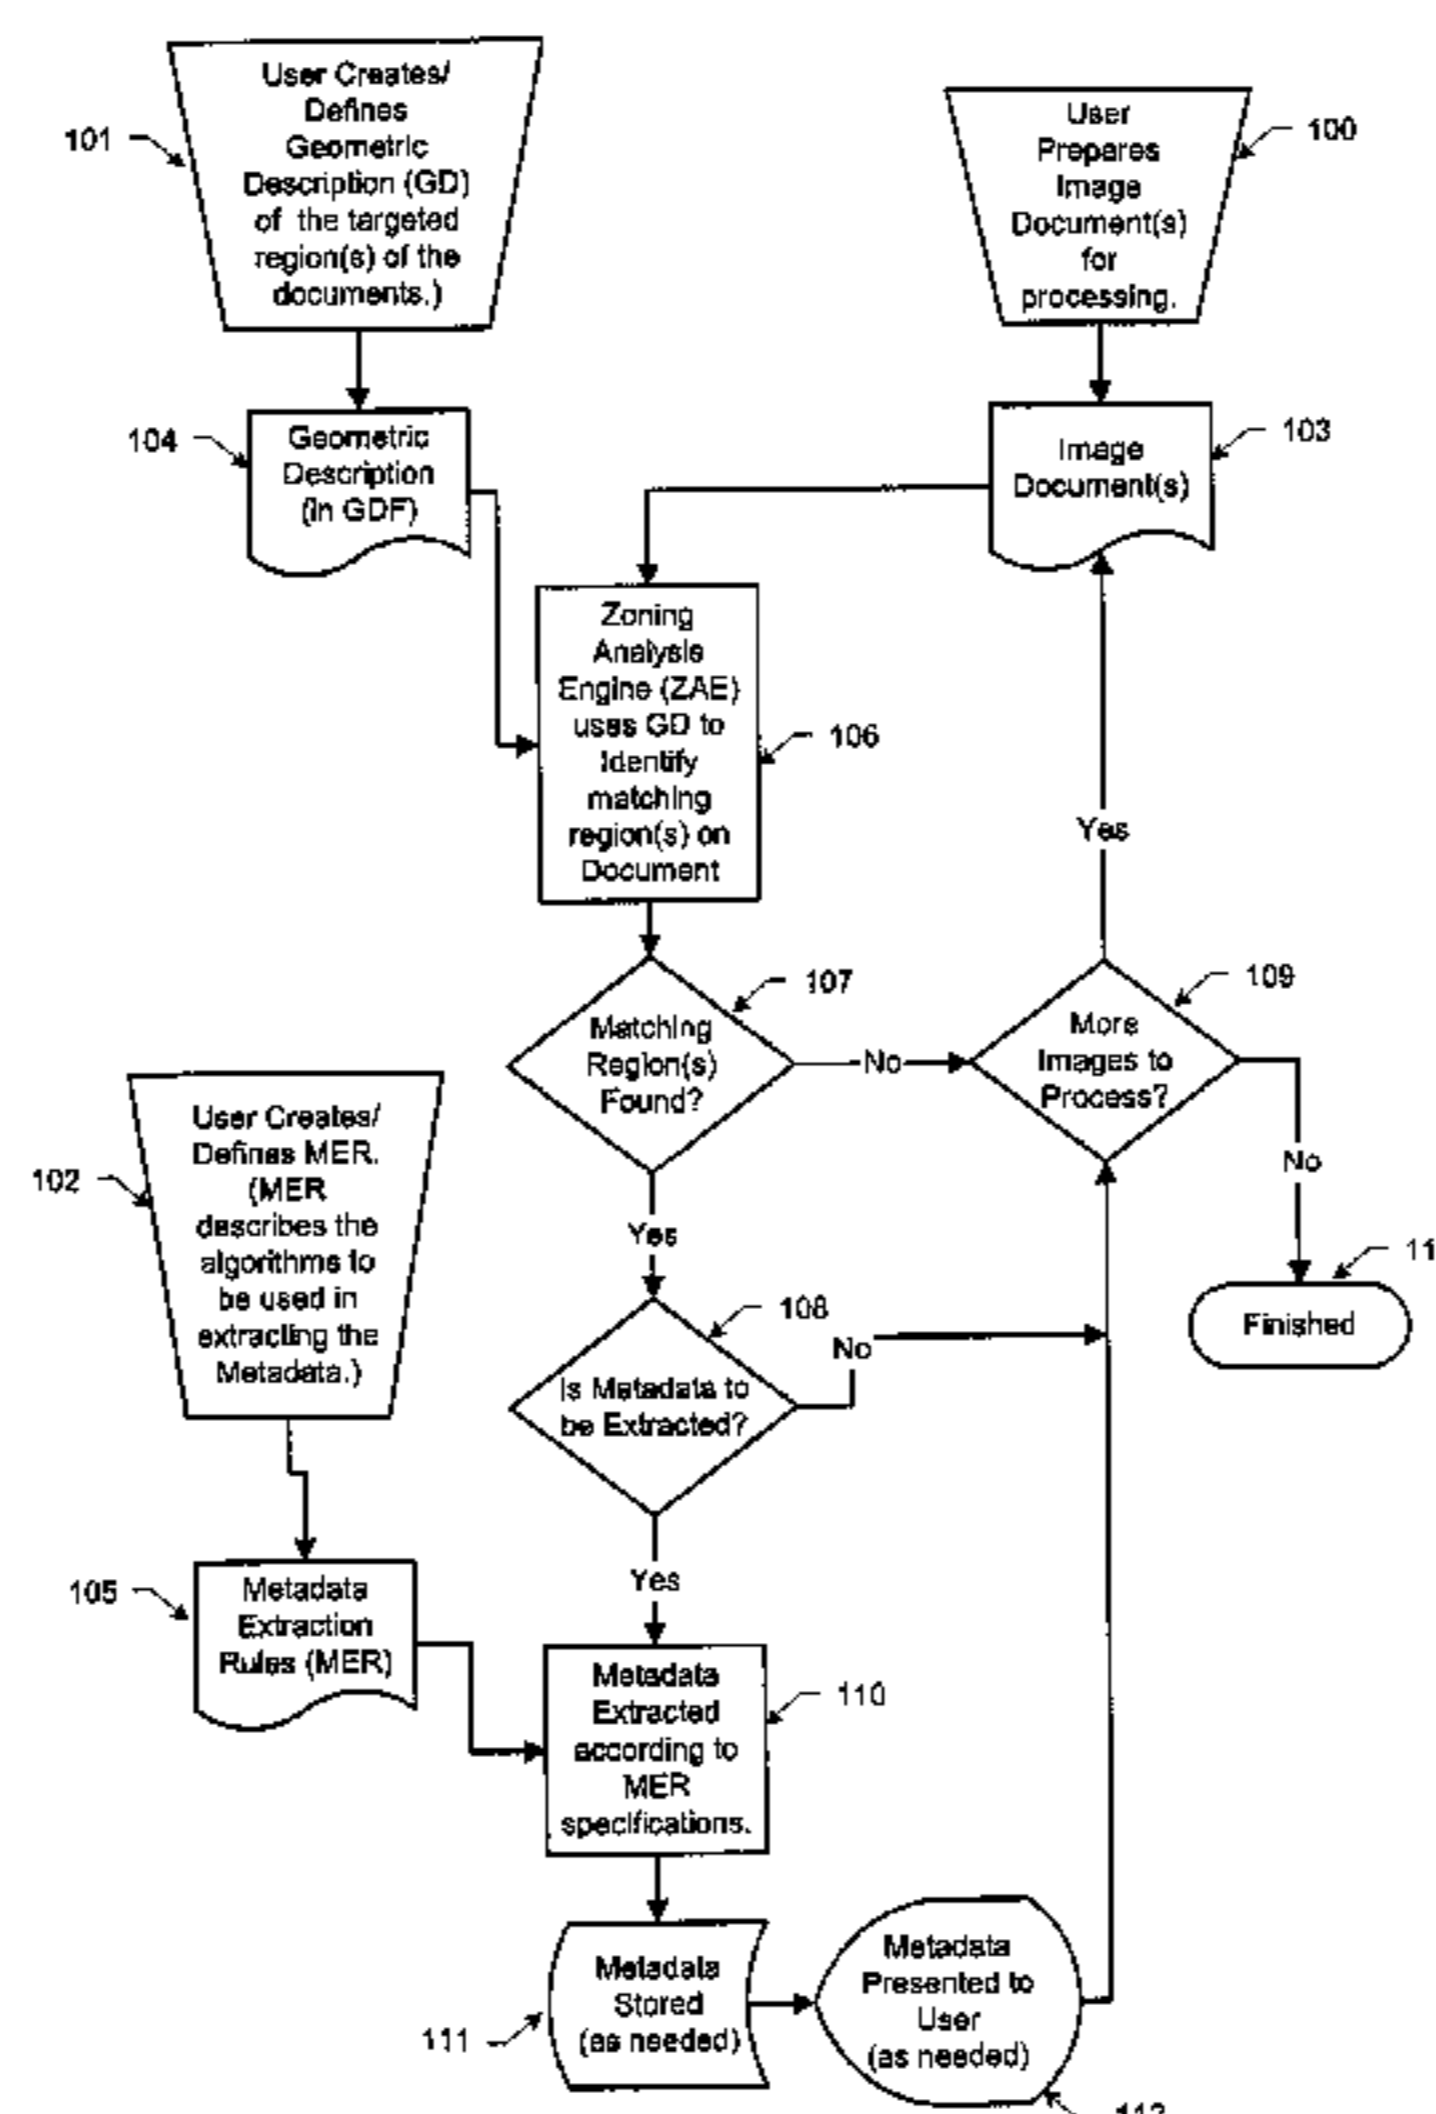 User Creates/
Defines
Geometric
Description (GD)
of the targeted
region(s) of the
documents.)
101
User
Prepares
Image
Document(s)
for
processing.
100
104
Geometric
Description
(in GDF)
Image
Document(s)
103
Zoning
Analysis
Engine (ZAE)
uses GD to
Identify
matching
region(s) on
Document
106
Yes
107
109
Matching
Region(s)
Found?
No
More
Images to
Process?
No
102
User Creates/
Defines MER.
(MER
describes the
algorithms to
be used in
extracting the
Metadata.)
Yes
11
Finished
108
No
Is Metadata to
be Extracted?
Yes
105
Metadata
Extraction
Rules (MER)
Metadata
Extracted
according to
MER
specifications.
110
Metadata
Stored
(as needed)
111
Metadata
Presented to
User
(as needed)